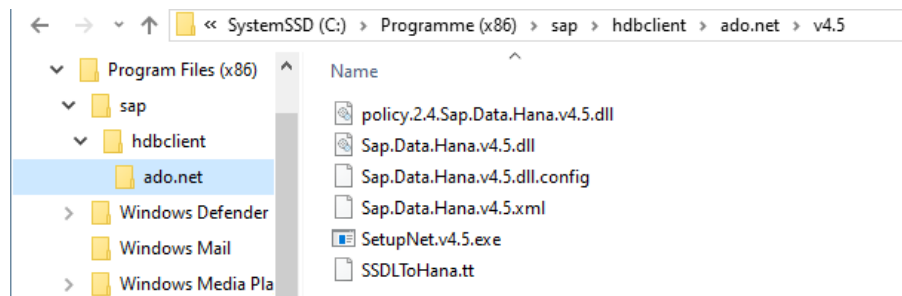 « SystemSSD (C:) > Programme (x86) > sap > hdbclient > ado.net > v4.5
Program Files (x86)
sap
hdbclient
ado.net
Windows Defender
Windows Mail
Windows Media Pla
Name
policy.2.4.Sap.Data.Hana.v4.5.dll
Sap.Data.Hana.v4.5.dll
Sap.Data.Hana.v4.5.dll.config
Sap.Data.Hana.v4.5.xml
SetupNet.v4.5.exe
SSDLToHana.tt